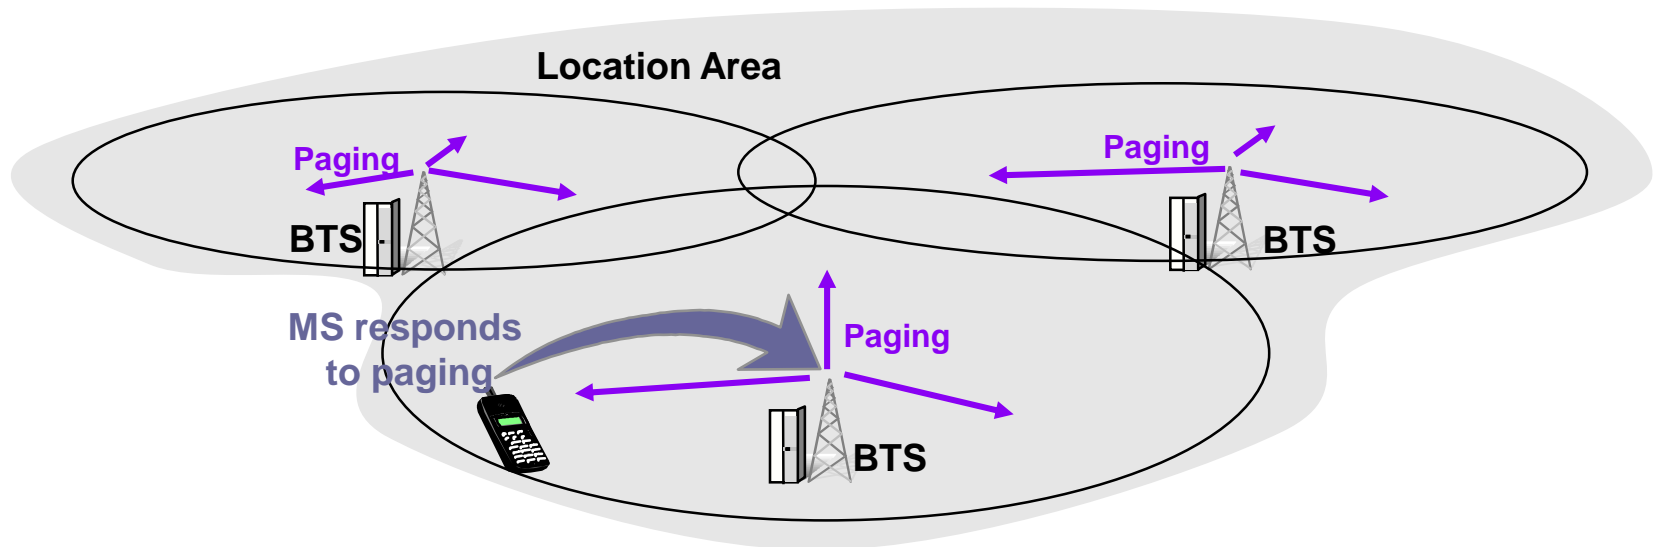 Location Area
Paging
Paging
BTS
BTS
MS responds
to paging
Paging
BTS